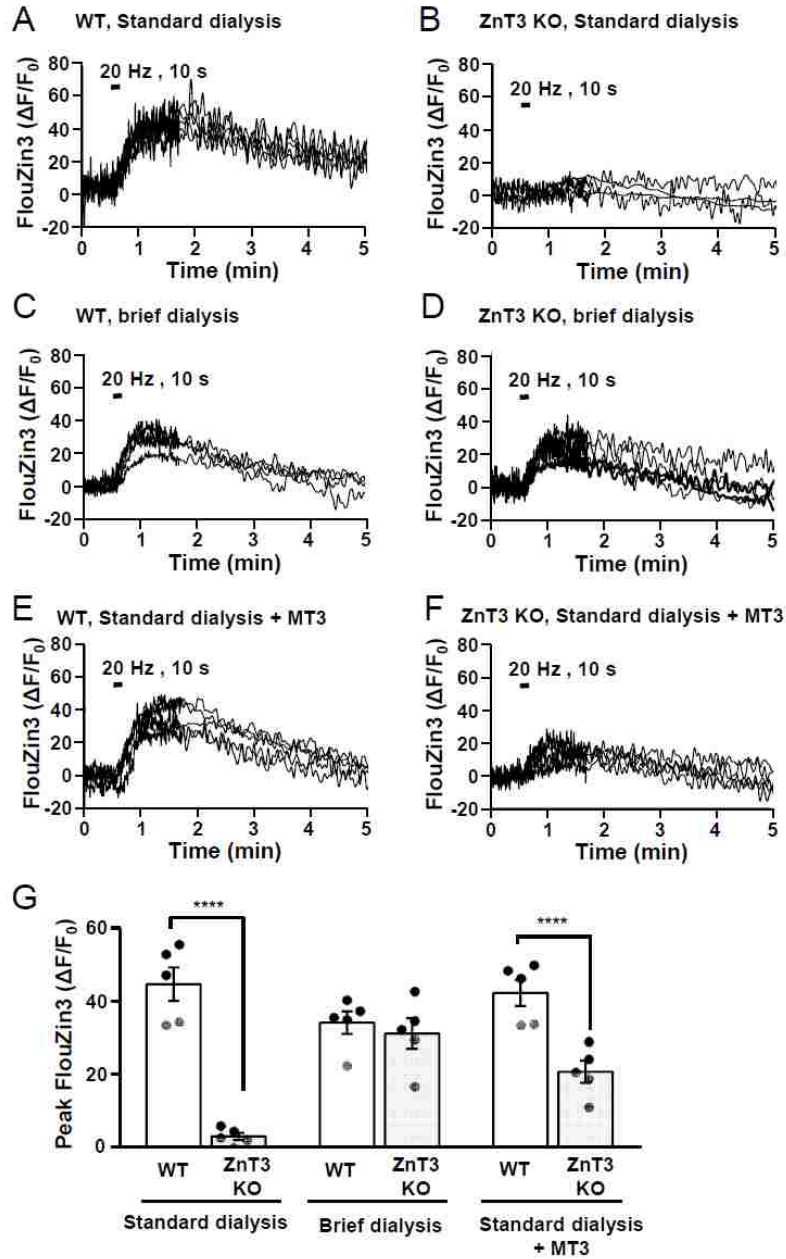 A WT, Standard dialysis
FlouZin3 (ΔF/F0)
80
60
40
20
0
-20
20 Hz , 10 s
0 1 2 3 4 5
Time (min)
B ZnT3 KO, Standard dialysis
FlouZin3 (ΔF/F0)
80
60
40
20
0
-20
20 Hz , 10 s
0 1 2 3 4 5
Time (min)
C WT, brief dialysis
FlouZin3 (ΔF/F0)
80
60
40
20
0
-20
20 Hz , 10 s
0 1 2 3 4 5
Time (min)
D ZnT3 KO, brief dialysis
FlouZin3 (ΔF/F0)
80
60
40
20
0
-20
20 Hz , 10 s
0 1 2 3 4 5
Time (min)
E WT, Standard dialysis + MT3
FlouZin3 (ΔF/F0)
80
60
40
20
0
-20
20 Hz , 10 s
0 1 2 3 4 5
Time (min)
F ZnT3 KO, Standard dialysis + MT3
FlouZin3 (ΔF/F0)
80
60
40
20
0
-20
20 Hz , 10 s
0 1 2 3 4 5
Time (min)
G
Peak FlouZin3 (ΔF/F0)
60
40
20
0
**** ****
WT ZnT3 KO WT ZnT3 KO WT ZnT3 KO
Standard dialysis
Brief dialysis
Standard dialysis
+ MT3